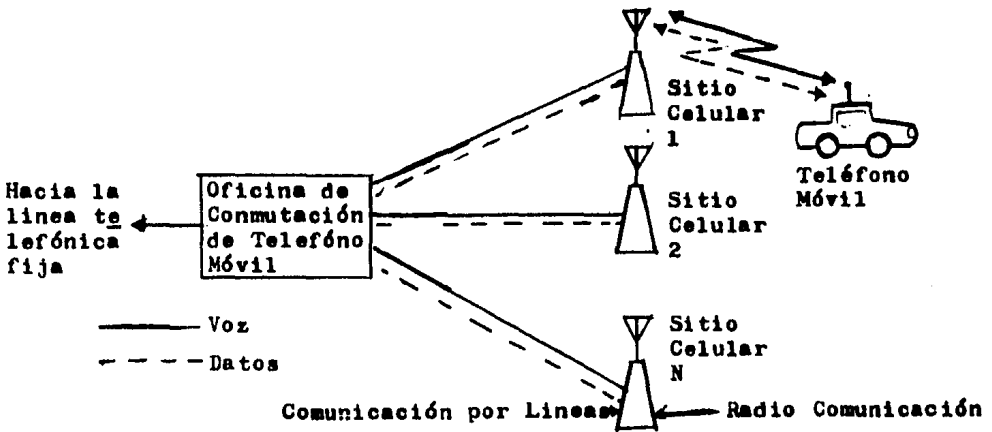 Sitio
Celular
1
Teléfono
Móvil
Hacia la
linea te
lefónica
fija
Oficina de
Conmutación
de Telefóno
Móvil
Sitio
Celular
2
Voz
Datos
Sitio
Celular
N
Comunicación por Lineas
Radio Comunicación